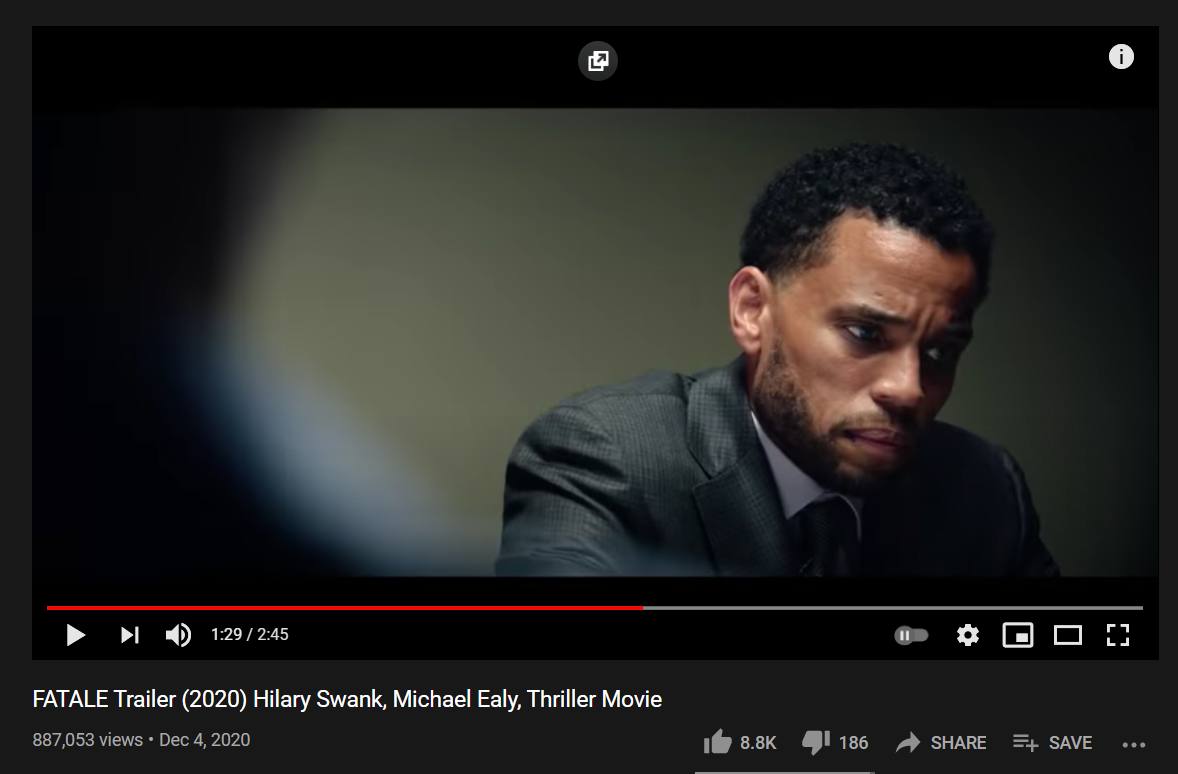 1:29 / 2:45
FATALE Trailer (2020) Hilary Swank, Michael Ealy, Thriller Movie
887,053 views • Dec 4, 2020
8.8K
186
SHARE
SAVE